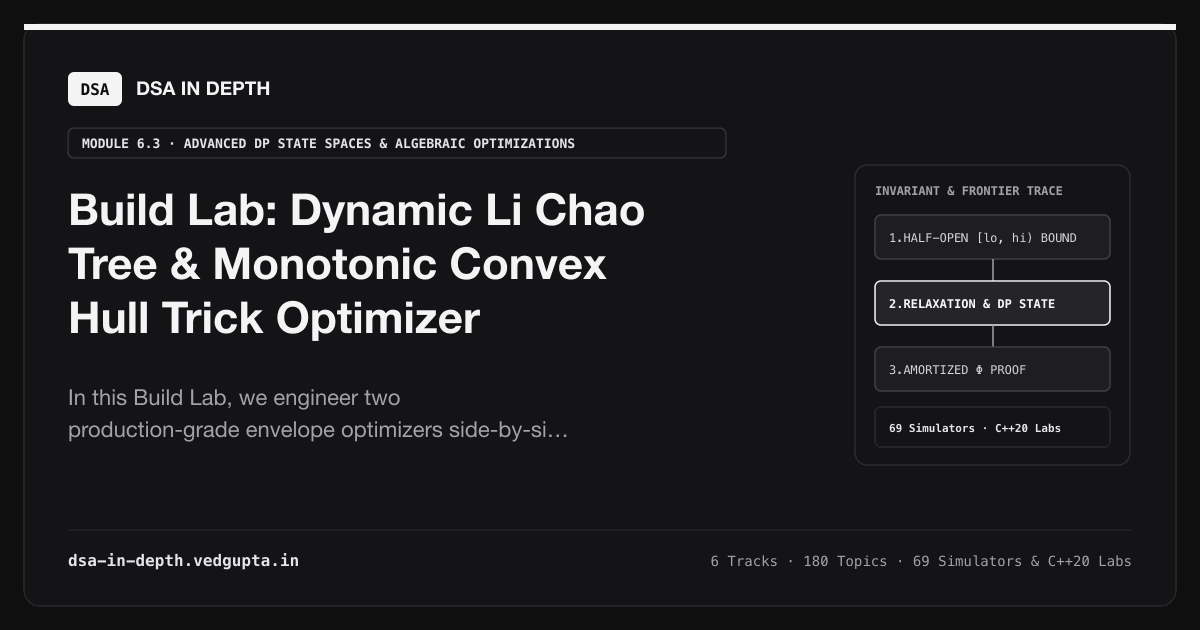 DSA DSA IN DEPTH
MODULE 6.3 · ADVANCED DP STATE SPACES & ALGEBRAIC OPTIMIZATIONS
Build Lab: Dynamic Li Chao
Tree & Monotonic Convex
Hull Trick Optimizer
In this Build Lab, we engineer two
production-grade envelope optimizers side-by-si…
INVARIANT & FRONTIER TRACE
1.HALF-OPEN [lo, hi) BOUND
2.RELAXATION & DP STATE
3.AMORTIZED Φ PROOF
69 Simulators · C++20 Labs
dsa-in-depth.vedgupta.in
6 Tracks · 180 Topics · 69 Simulators & C++20 Labs